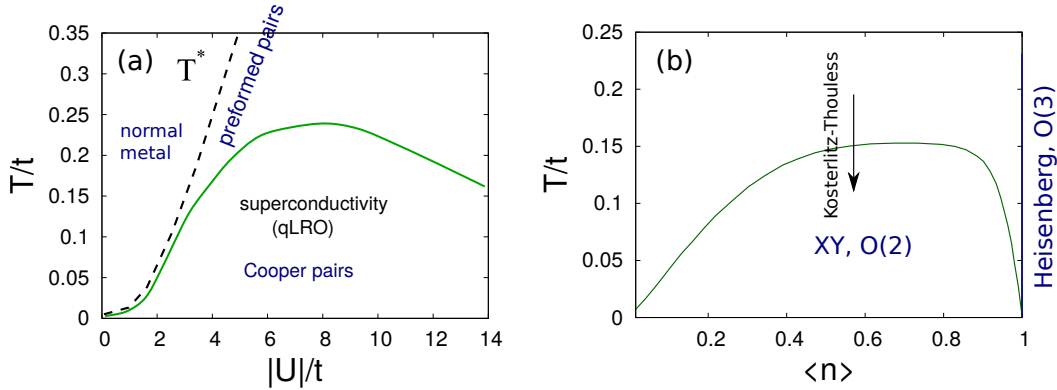 (a)
T*
preformed pairs
normal
metal
superconductivity
(qLRO)
Cooper pairs
T/t
0.35
0.3
0.25
0.2
0.15
0.1
0.05
0
0 2 4 6 8 10 12 14
|U|/t
(b)
Kosterlitz-Thouless
XY, O(2)
Heisenberg, O(3)
T/t
0.25
0.2
0.15
0.1
0.05
0
0.2 0.4 0.6 0.8 1
<n>